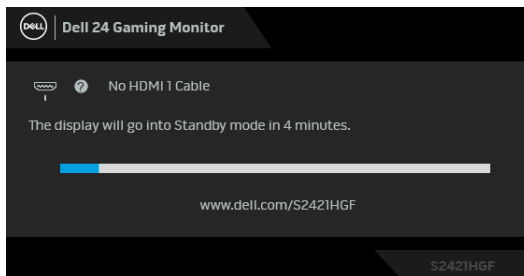 DELL
Dell 24 Gaming Monitor
No HDMI 1 Cable
The display will go into Standby mode in 4 minutes.
www.dell.com/S2421HGF
S2421HGF